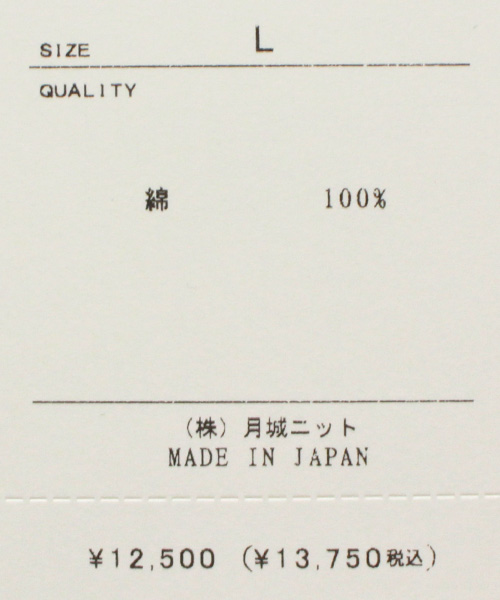 SIZE L
QUALITY
綿 100%
(株) 月城ニット
MADE IN JAPAN
¥12,500 (¥13,750税込)